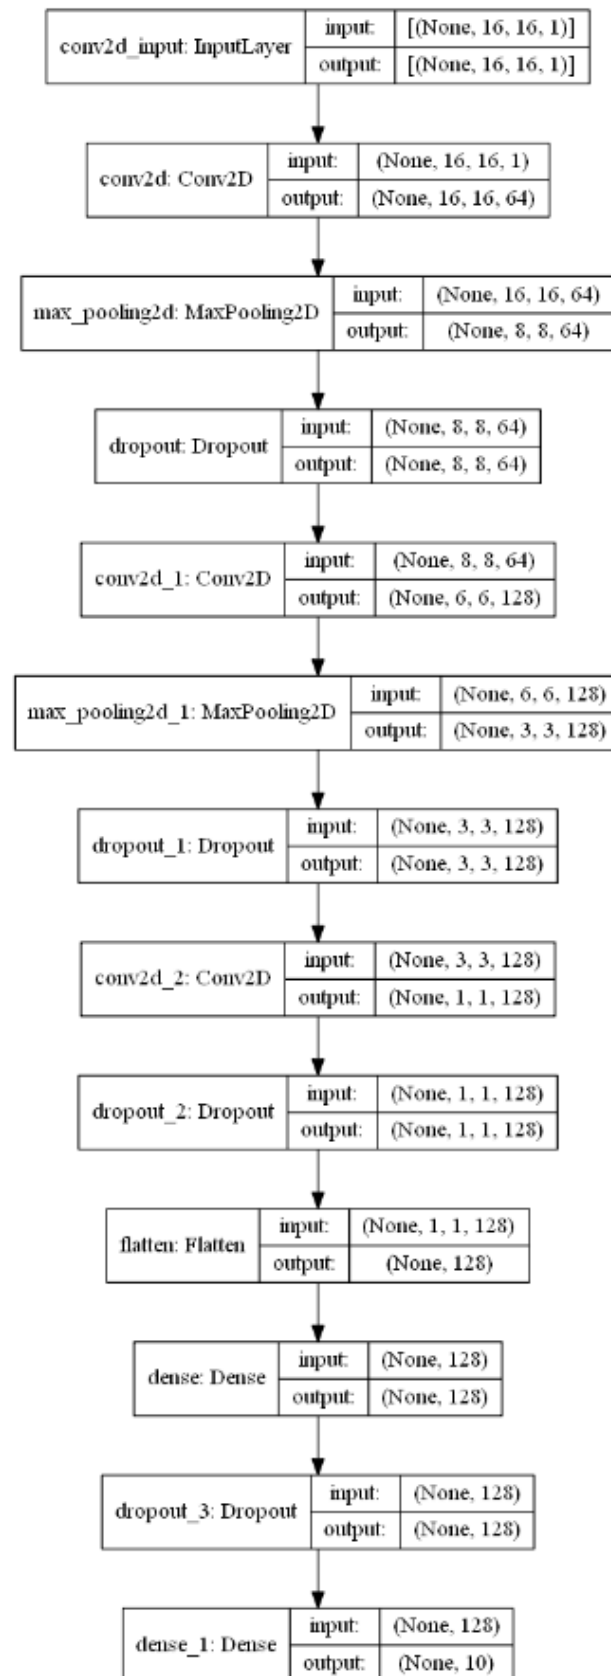 conv2d_input: InputLayer
input: [(None, 16, 16, 1)]
output: [(None, 16, 16, 1)]
conv2d: Conv2D
input: (None, 16, 16, 1)
output: (None, 16, 16, 64)
max_pooling2d: MaxPooling2D
input: (None, 16, 16, 64)
output: (None, 8, 8, 64)
dropout: Dropout
input: (None, 8, 8, 64)
output: (None, 8, 8, 64)
conv2d_1: Conv2D
input: (None, 8, 8, 64)
output: (None, 6, 6, 128)
max_pooling2d_1: MaxPooling2D
input: (None, 6, 6, 128)
output: (None, 3, 3, 128)
dropout_1: Dropout
input: (None, 3, 3, 128)
output: (None, 3, 3, 128)
conv2d_2: Conv2D
input: (None, 3, 3, 128)
output: (None, 1, 1, 128)
dropout_2: Dropout
input: (None, 1, 1, 128)
output: (None, 1, 1, 128)
flatten: Flatten
input: (None, 1, 1, 128)
output: (None, 128)
dense: Dense
input: (None, 128)
output: (None, 128)
dropout_3: Dropout
input: (None, 128)
output: (None, 128)
dense_1: Dense
input: (None, 128)
output: (None, 10)